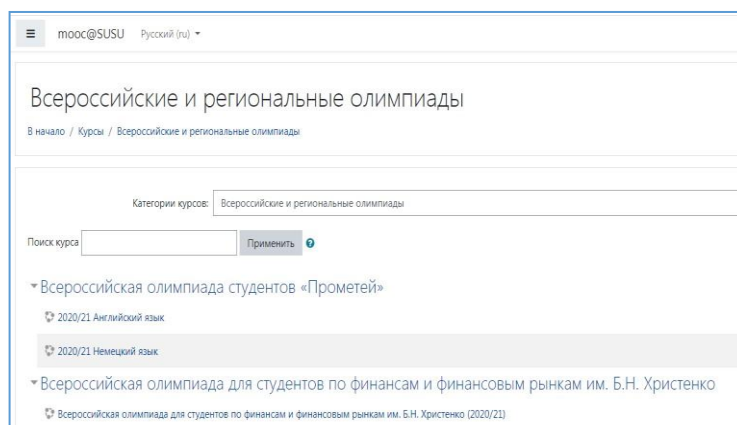 mooc@SUSU Русский (ru)
Всероссийские и региональные олимпиады
В начало / Курсы / Всероссийские и региональные олимпиады
Категории курсов: Всероссийские и региональные олимпиады
Поиск курса Применить
Всероссийская олимпиада студентов «Прометей»
2020/21 Английский язык
2020/21 Немецкий язык
Всероссийская олимпиада для студентов по финансам и финансовым рынкам им. Б.Н. Христенко
Всероссийская олимпиада для студентов по финансам и финансовым рынкам им. Б.Н. Христенко (2020/21)